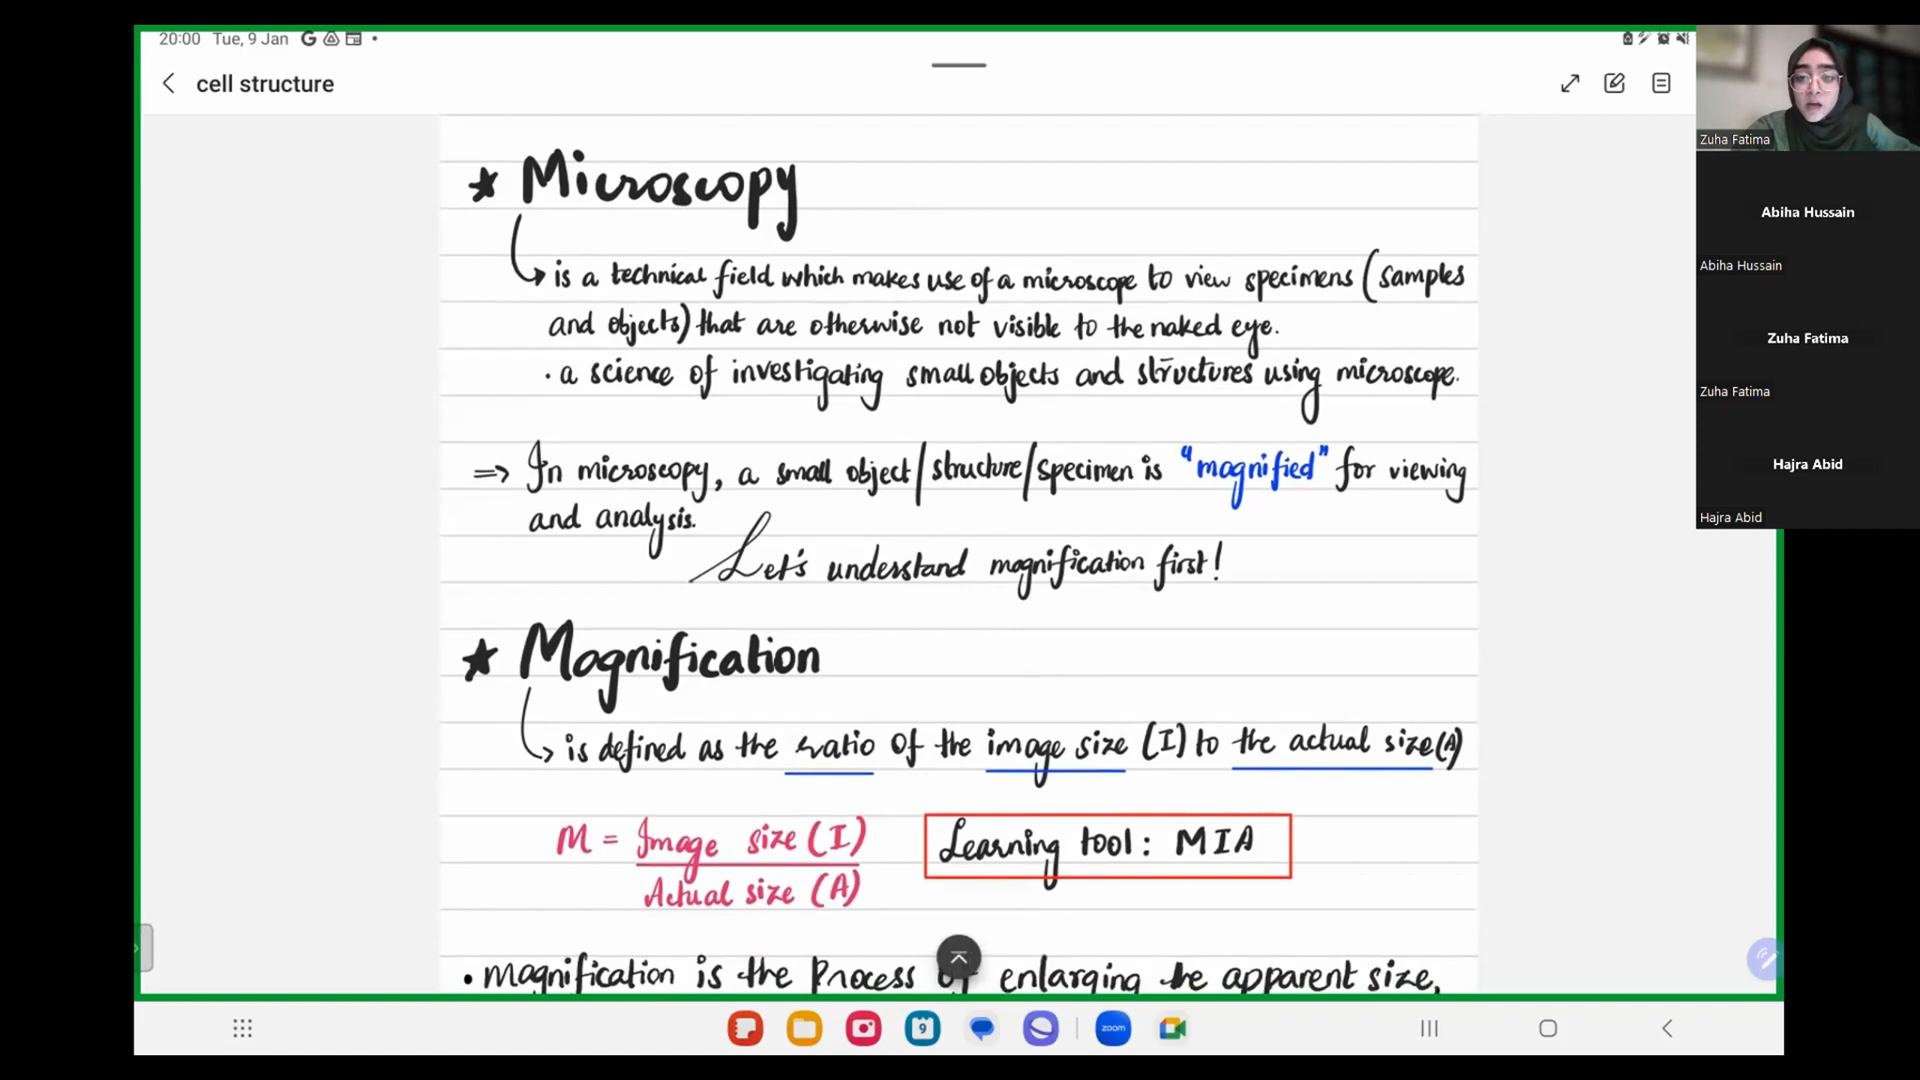 20:00 Tue, 9 Jan
cell structure
Microscopy
is a technical field which makes use of a microscope to view specimens (samples
and objects) that are otherwise not visible to the naked eye.
• a science of investigating small objects and structures using microscope.
⇒ In microscopy, a small object/structure/specimen is "magnified" for viewing
and analysis.
Let's understand magnification first!
Magnification
is defined as the ratio of the image size (I) to the actual size (A)
M = Image size (I)
Actual size (A)
Learning tool: MIA
• magnification is the process of enlarging the apparent size,
Zuha Fatima
Abiha Hussain
Abiha Hussain
Zuha Fatima
Zuha Fatima
Hajra Abid
Hajra Abid
9
zoom